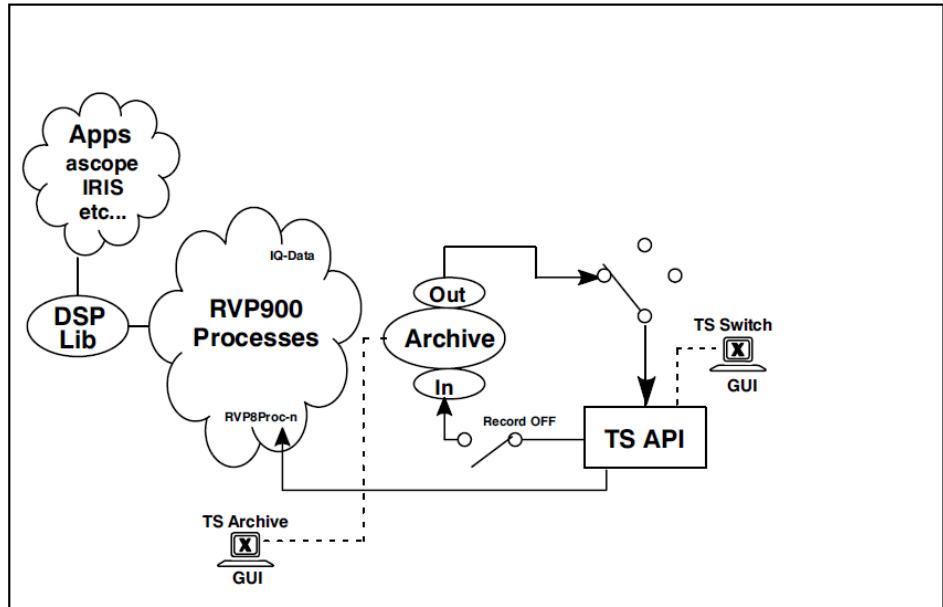 Apps
ascope
IRIS
etc...
IQ-Data
RVP900
Processes
DSP
Lib
Out
Archive
In
TS Switch
X
GUI
RVP8Proc-n
Record OFF
TS API
TS Archive
X
GUI